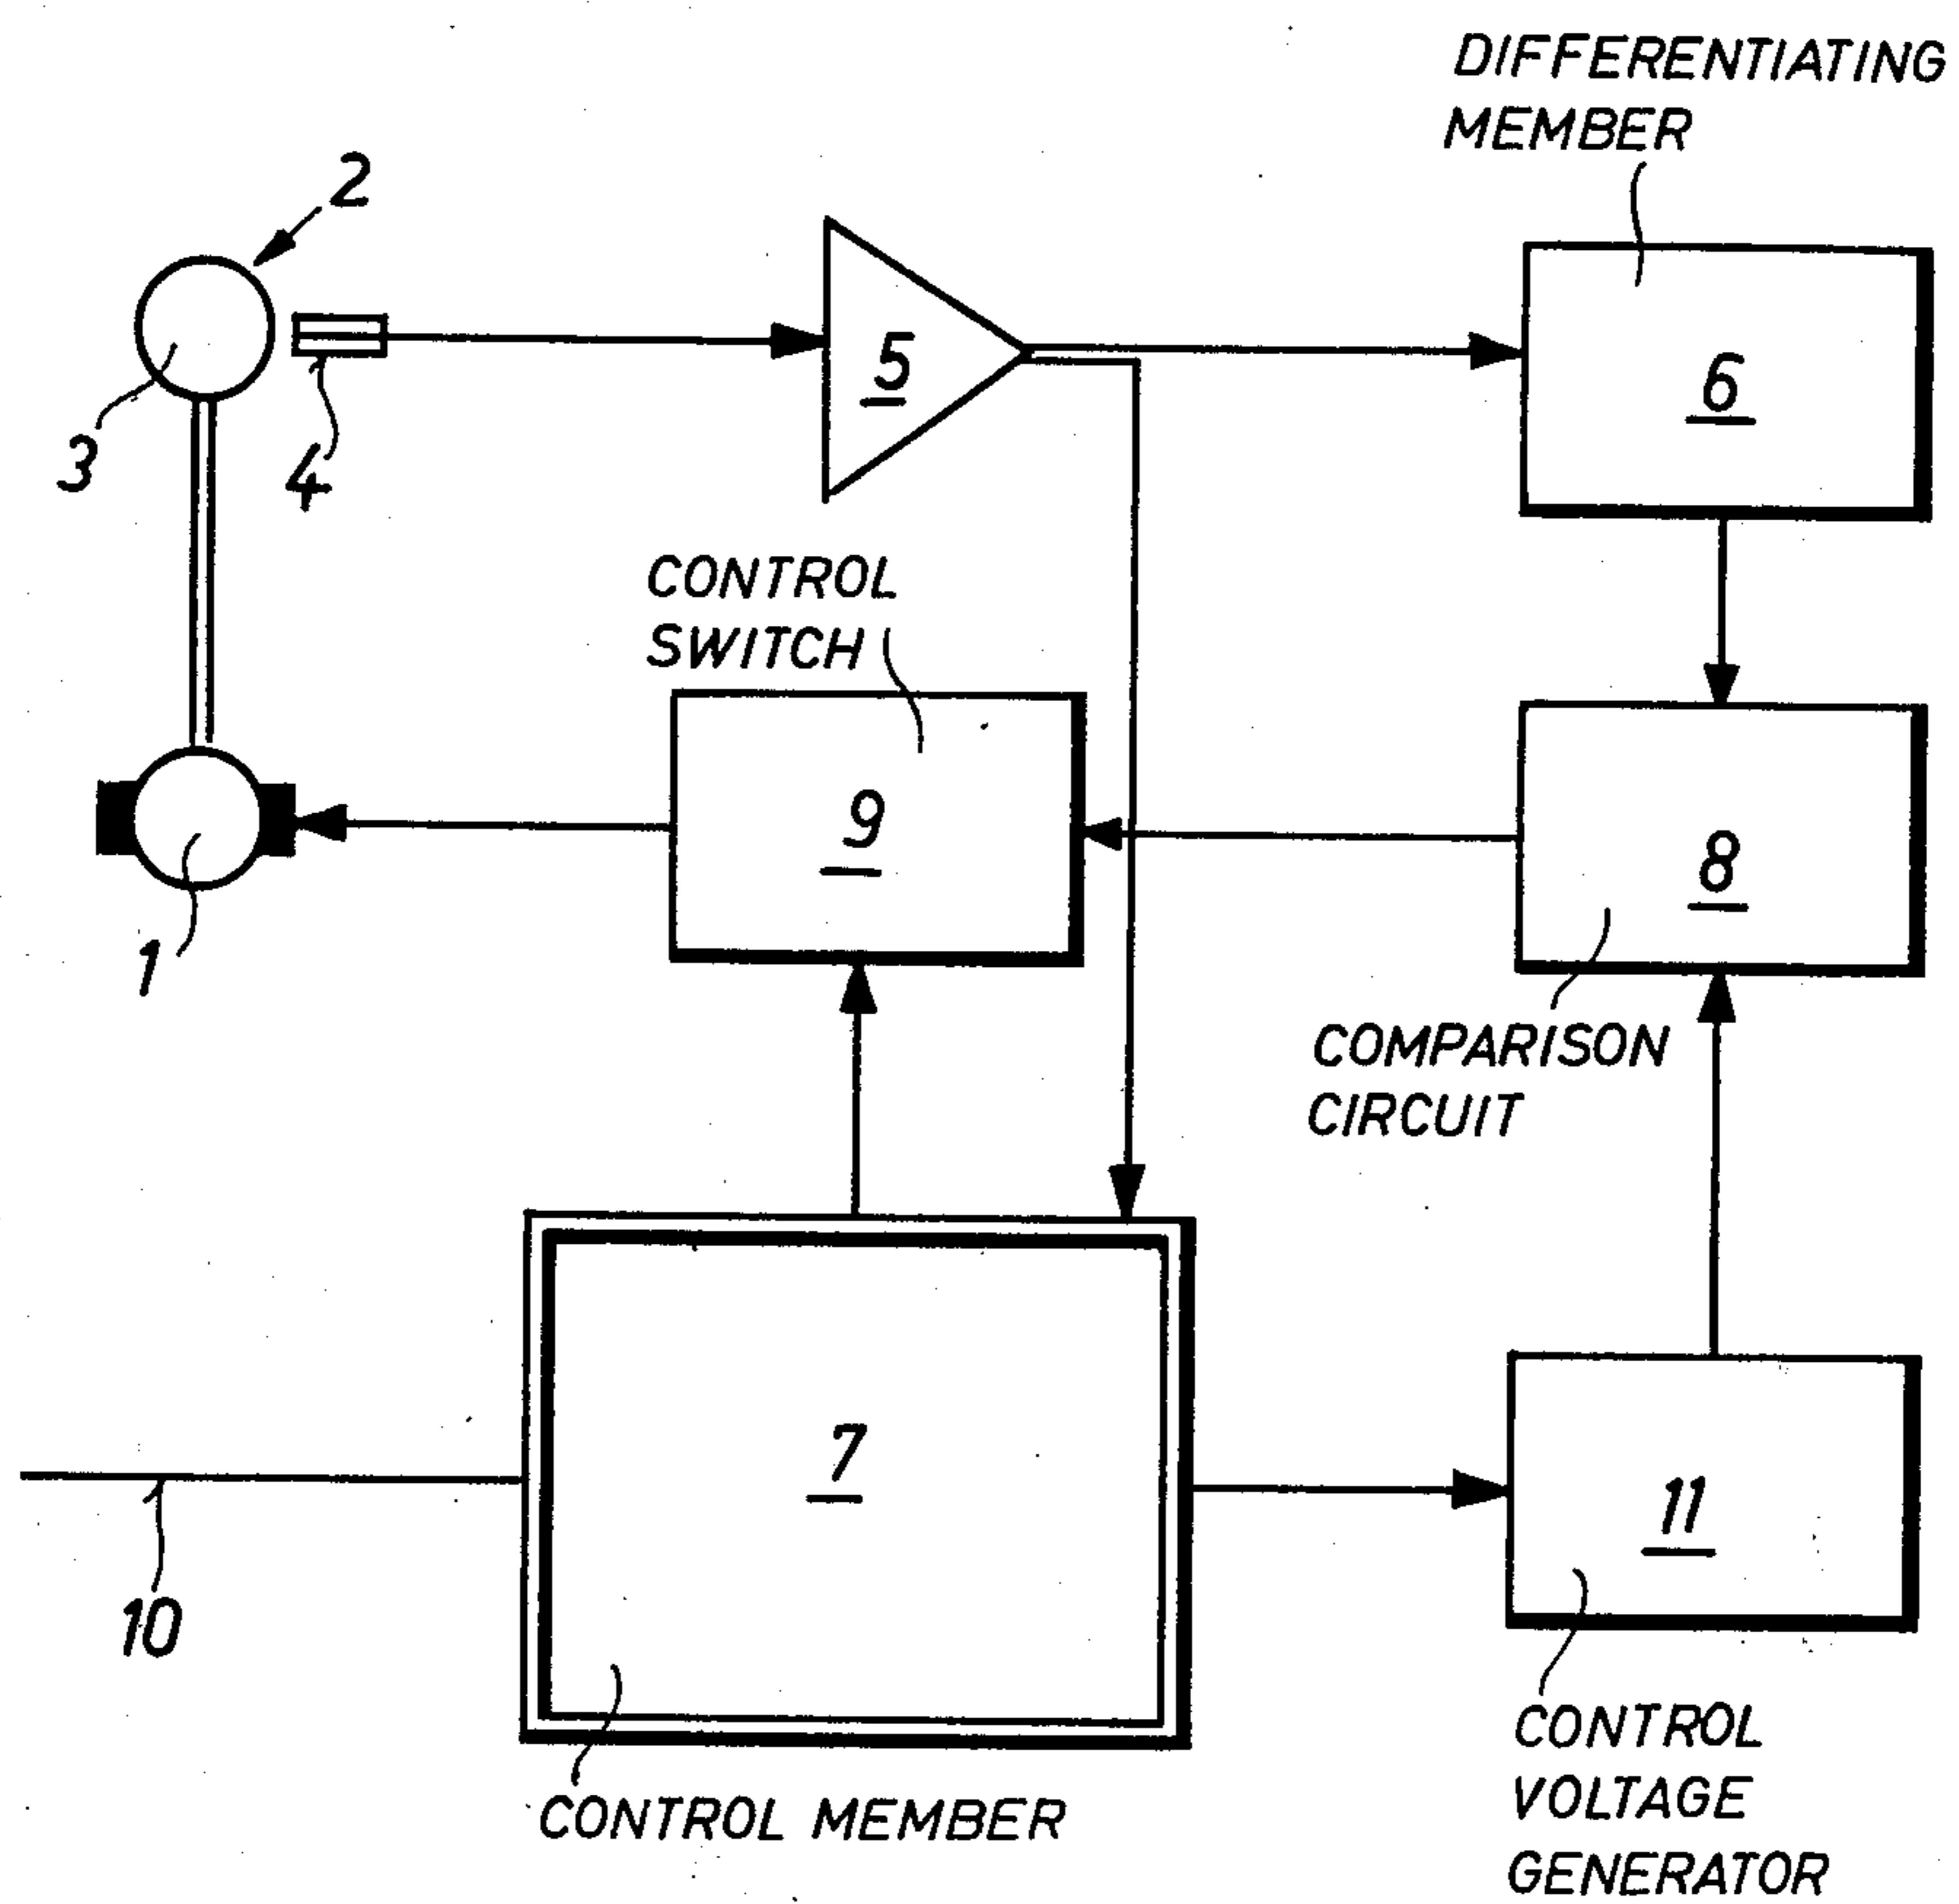 DIFFERENTIATING
MEMBER
2
5
6
3
4
CONTROL
SWITCH
9
8
1
COMPARISON
CIRCUIT
7
11
10
CONTROL MEMBER
CONTROL
VOLTAGE
GENERATOR